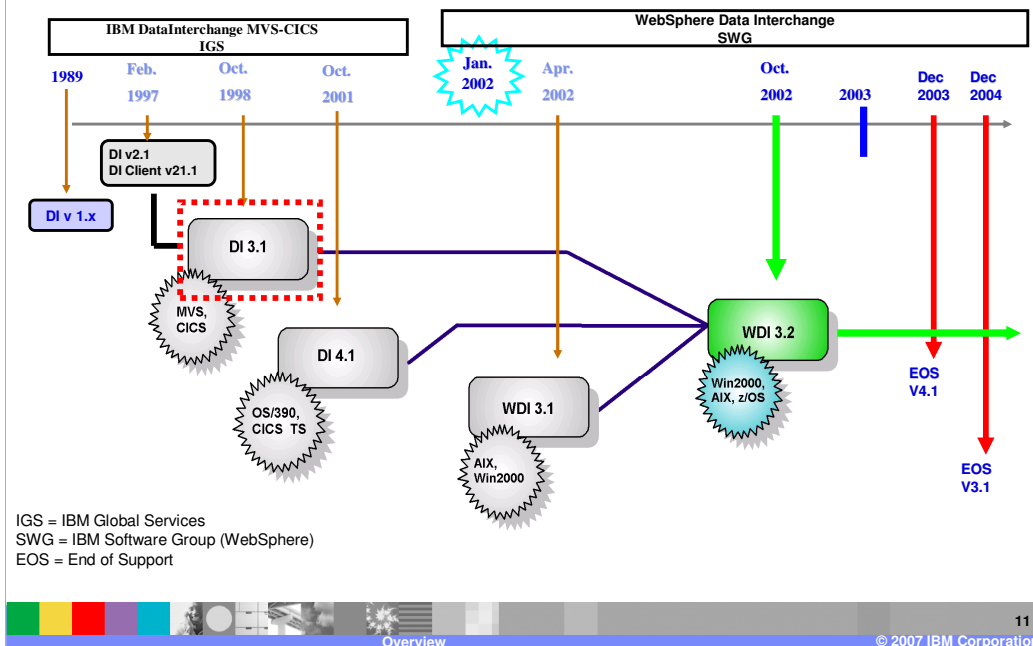 IBM DataInterchange MVS-CICS
IGS
WebSphere Data Interchange
SWG
1989
Feb.
1997
Oct.
1998
Oct.
2001
Jan.
2002
Apr.
2002
Oct.
2002
2003
Dec
2003
Dec
2004
DI v2.1
DI Client v21.1
DI v 1.x
DI 3.1
MVS,
CICS
DI 4.1
OS/390,
CICS TS
WDI 3.1
AIX,
Win2000
WDI 3.2
Win2000,
AIX, z/OS
EOS
V4.1
EOS
V3.1
IGS = IBM Global Services
SWG = IBM Software Group (WebSphere)
EOS = End of Support
11
Overview
© 2007 IBM Corporation